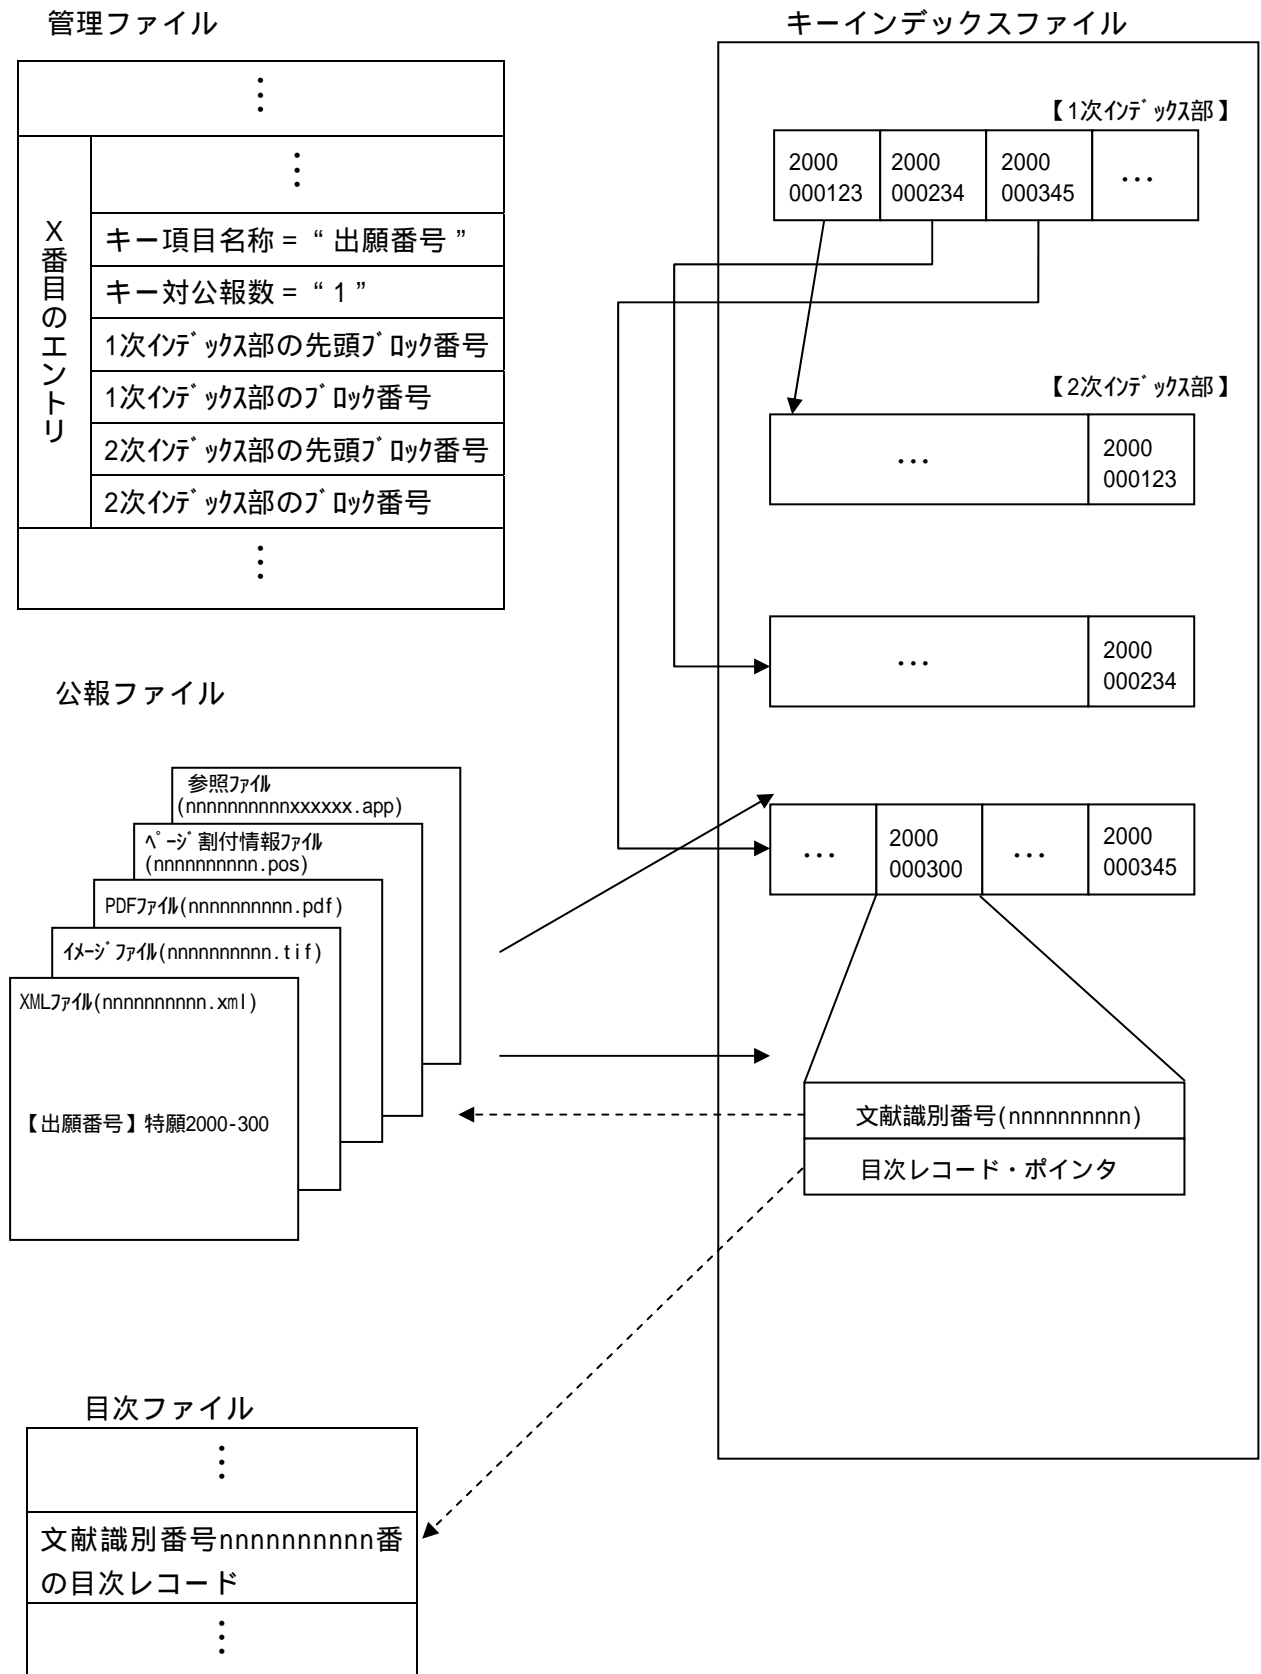 管理ファイル
⋮
X番目のエントリ
⋮
キー項目名称=“出願番号”
キー対公報数=“1”
1次ｲﾝﾃﾞｯｸｽ部の先頭ﾌﾞﾛｯｸ番号
1次ｲﾝﾃﾞｯｸｽ部のﾌﾞﾛｯｸ番号
2次ｲﾝﾃﾞｯｸｽ部の先頭ﾌﾞﾛｯｸ番号
2次ｲﾝﾃﾞｯｸｽ部のﾌﾞﾛｯｸ番号
⋮
キーインデックスファイル
【1次ｲﾝﾃﾞｯｸｽ部】
2000
000123
2000
000234
2000
000345
…
【2次ｲﾝﾃﾞｯｸｽ部】
…
2000
000123
…
2000
000234
…
2000
000300
…
2000
000345
文献識別番号(nnnnnnnnnn)
目次レコード・ポインタ
公報ファイル
参照ﾌｧｲﾙ
(nnnnnnnnnnxxxxxx.app)
ﾍﾟｰｼﾞ割付情報ﾌｧｲﾙ
(nnnnnnnnnn.pos)
PDFﾌｧｲﾙ(nnnnnnnnnn.pdf)
ｲﾒｰｼﾞﾌｧｲﾙ(nnnnnnnnnn.tif)
XMLﾌｧｲﾙ(nnnnnnnnnn.xml)
【出願番号】特願2000-300
目次ファイル
⋮
文献識別番号nnnnnnnnnn番
の目次レコード
⋮